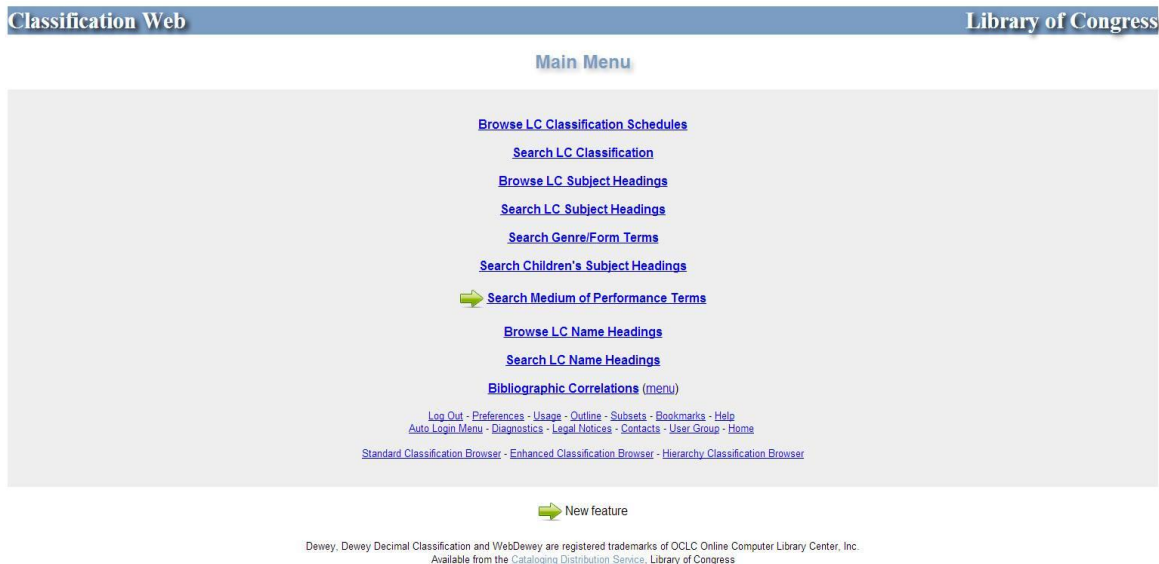 Classification Web Library of Congress
Main Menu
Browse LC Classification Schedules
Search LC Classification
Browse LC Subject Headings
Search LC Subject Headings
Search Genre/Form Terms
Search Children's Subject Headings
Search Medium of Performance Terms
Browse LC Name Headings
Search LC Name Headings
Bibliographic Correlations (menu)
Log Out - Preferences - Usage - Outline - Subsets - Bookmarks - Help
Auto Login Menu - Diagnostics - Legal Notices - Contacts - User Group - Home
Standard Classification Browser - Enhanced Classification Browser - Hierarchy Classification Browser
New feature
Dewey, Dewey Decimal Classification and WebDewey are registered trademarks of OCLC Online Computer Library Center, Inc.
Available from the Cataloging Distribution Service, Library of Congress